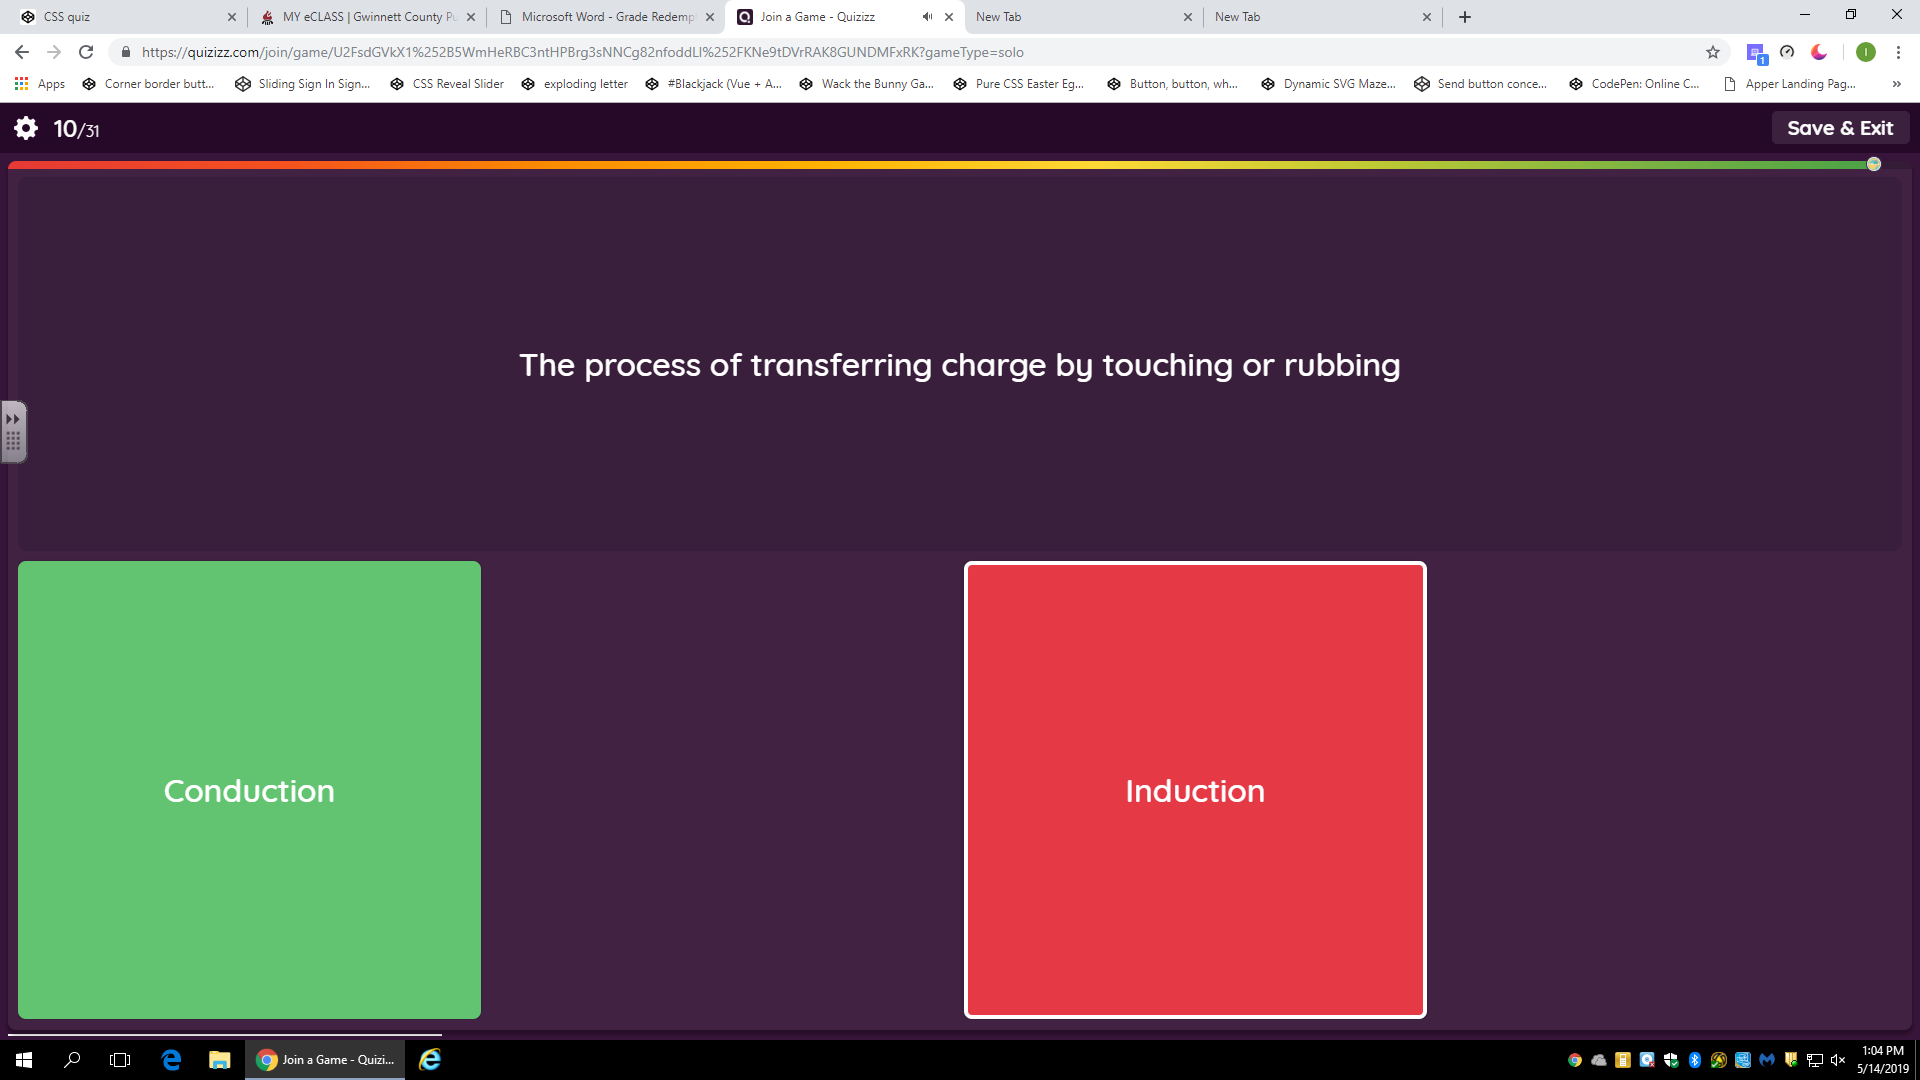 CSS quiz
MY eCLASS | Gwinnett County Pu
Microsoft Word - Grade Redemp
Join a Game - Quizizz
New Tab
New Tab
https://quizizz.com/join/game/U2FsdGVkX1%252B5WmHeRBC3ntHPBrg3sNNCg82nfoddLl%252FKNe9tDVrRAK8GUNDMFxRK?gameType=solo
1
I
Apps
Corner border butt...
Sliding Sign In Sign...
CSS Reveal Slider
exploding letter
#Blackjack (Vue + A...
Wack the Bunny Ga...
Pure CSS Easter Eg...
Button, button, wh...
Dynamic SVG Maze...
Send button conce...
CodePen: Online C...
Apper Landing Pag...
10/31
Save & Exit
The process of transferring charge by touching or rubbing
Conduction
Induction
Join a Game - Quizi...
1:04 PM
5/14/2019